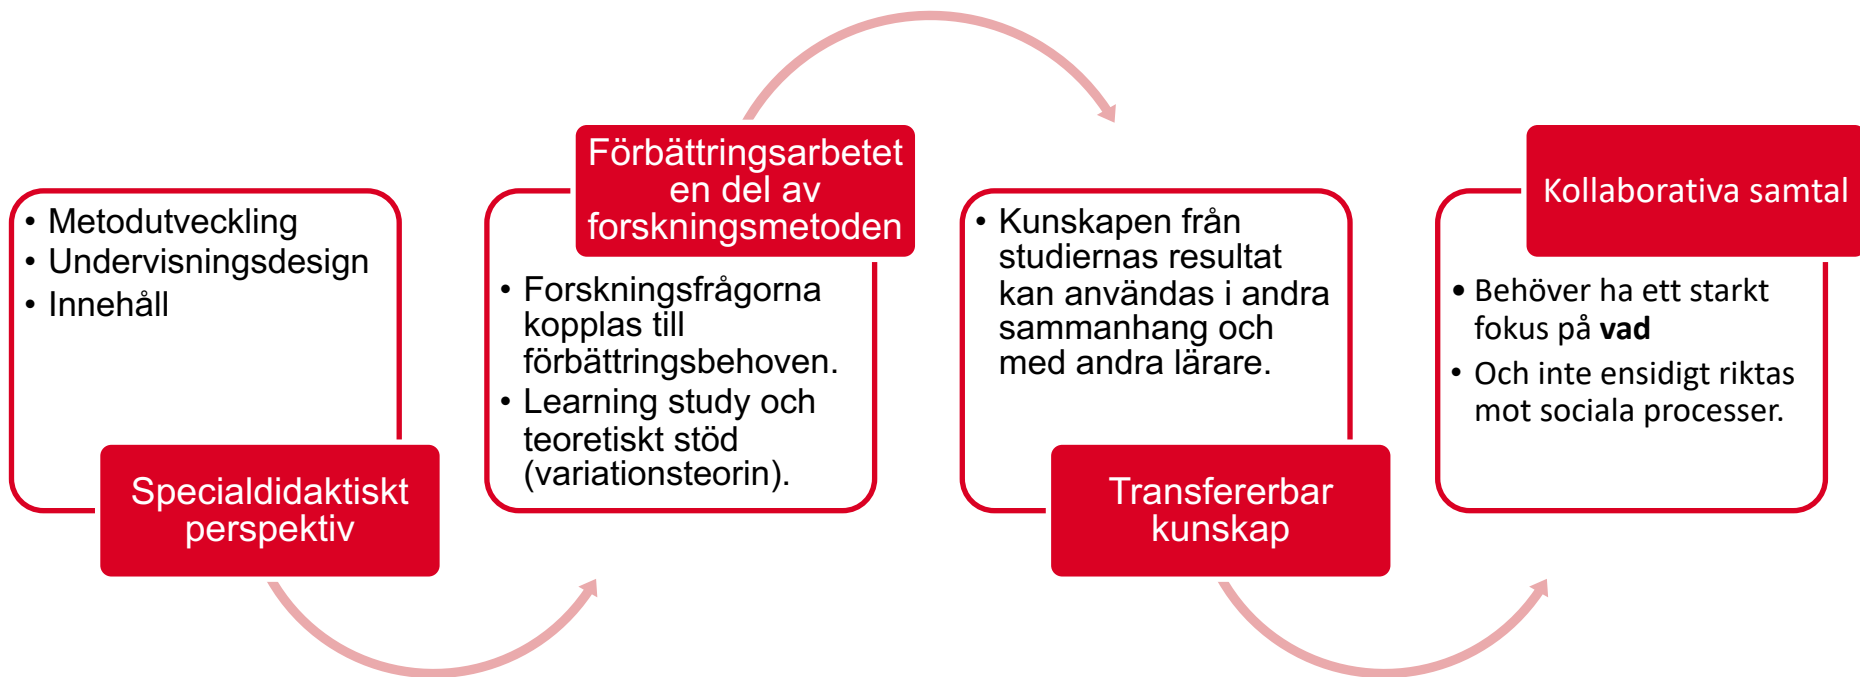 • Metodutveckling
• Undervisningsdesign
• Innehåll
Specialdidaktiskt
perspektiv
Förbättringsarbetet
en del av
forskningsmetoden
• Forskningsfrågorna
kopplas till
förbättringsbehoven.
• Learning study och
teoretiskt stöd
(variationsteorin).
• Kunskapen från
studiernas resultat
kan användas i andra
sammanhang och
med andra lärare.
Transfererbar
kunskap
Kollaborativa samtal
• Behöver ha ett starkt
fokus på vad
• Och inte ensidigt riktas
mot sociala processer.